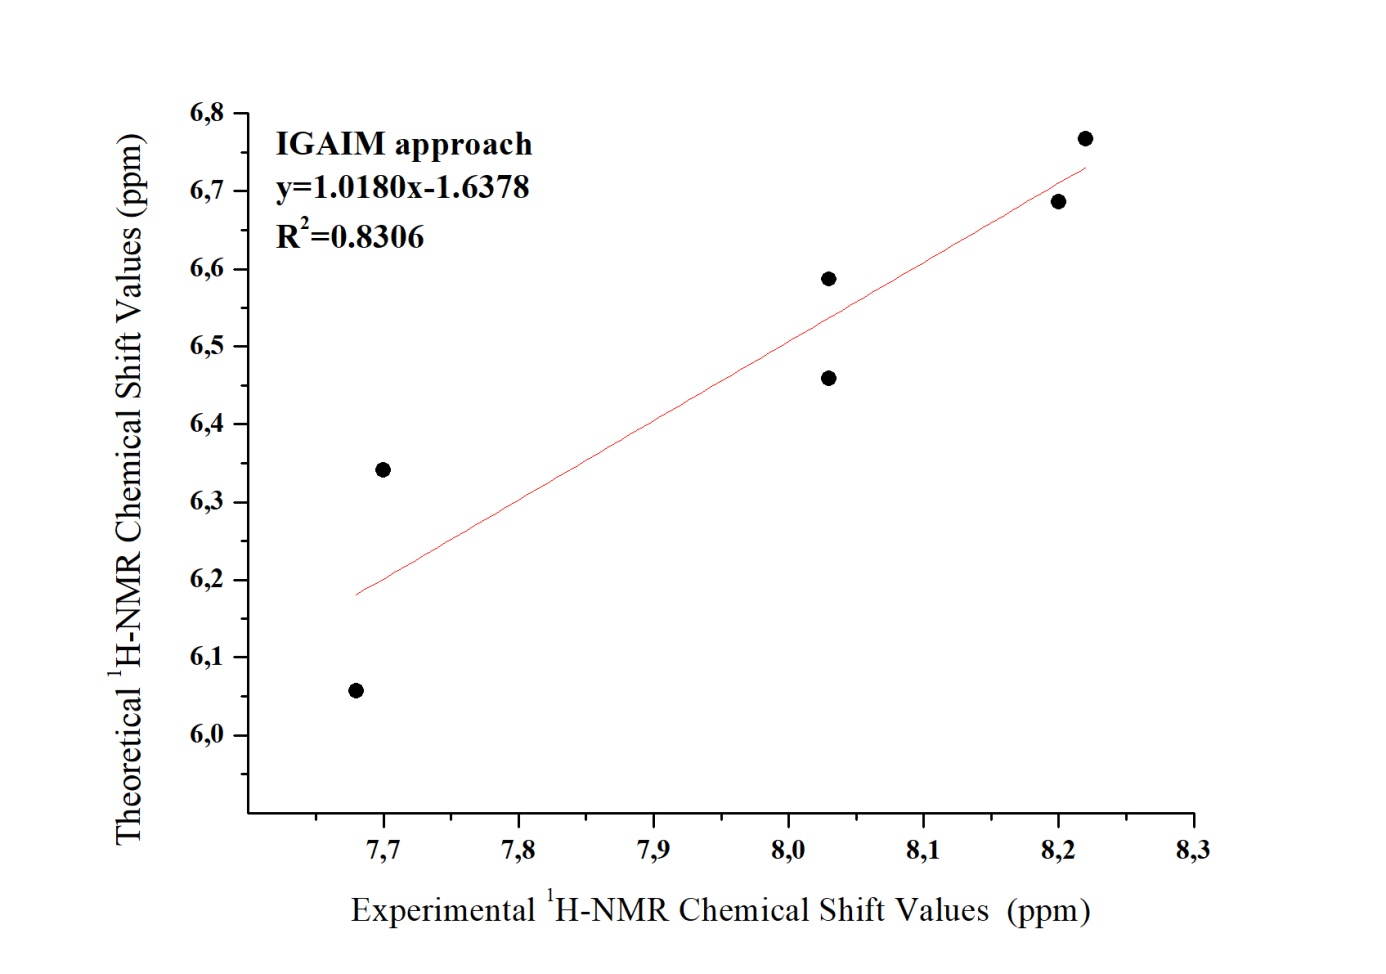 IGAIM approach
y=1.0180x-1.6378
R²=0.8306
Theoretical ¹H-NMR Chemical Shift Values (ppm)
6,8
6,7
6,6
6,5
6,4
6,3
6,2
6,1
6,0
7,7 7,8 7,9 8,0 8,1 8,2 8,3
Experimental ¹H-NMR Chemical Shift Values (ppm)